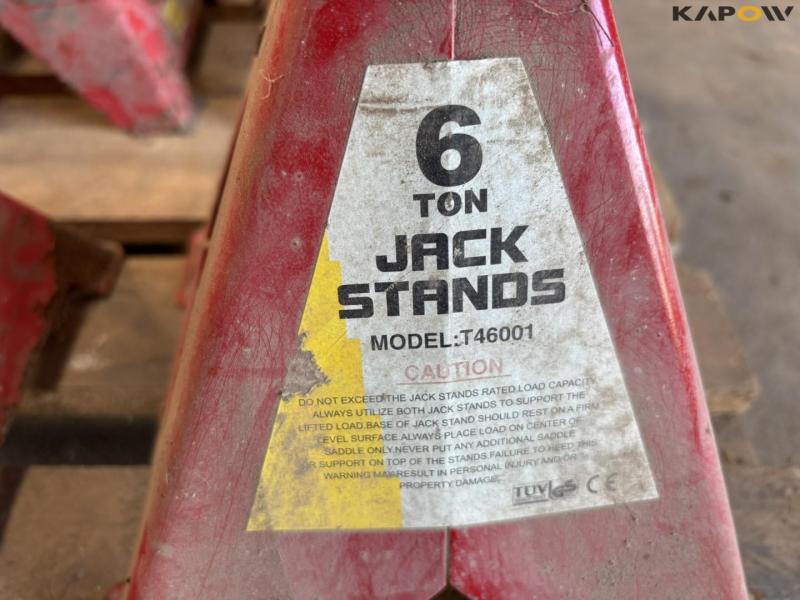 KAPOW
6
TON
JACK
STANDS
MODEL:T46001
CAUTION
DO NOT EXCEED THE JACK STANDS RATED LOAD CAPACITY
ALWAYS UTILIZE BOTH JACK STANDS TO SUPPORT THE
LIFTED LOAD.BASE OF JACK STAND SHOULD REST ON A FIRM
LEVEL SURFACE.ALWAYS PLACE LOAD ON CENTER OF
SADDLE ONLY.NEVER PUT ANY ADDITIONAL SADDLE
OR SUPPORT ON TOP OF THE STANDS.FAILURE TO HEED THIS
WARNING MAY RESULT IN PERSONAL INJURY AND/OR
PROPERTY DAMAGE.
TUV GS CE